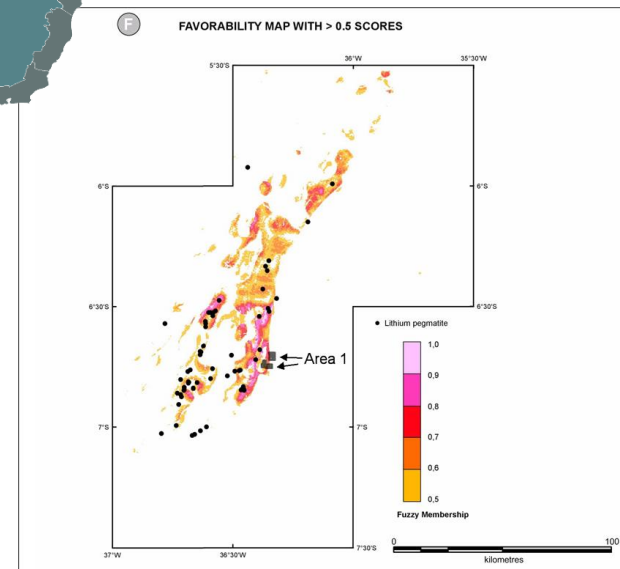 F
FAVORABILITY MAP WITH > 0.5 SCORES
36°W
35°30'W
5°30'S
6°S
6°S
6°30'S
6°30'S
Lithium pegmatite
1,0
Area 1
0,9
0,8
0,7
7°S
7°S
0,6
0,5
Fuzzy Membership
0
100
kilometres
7°30'S
37°W
36°30'W